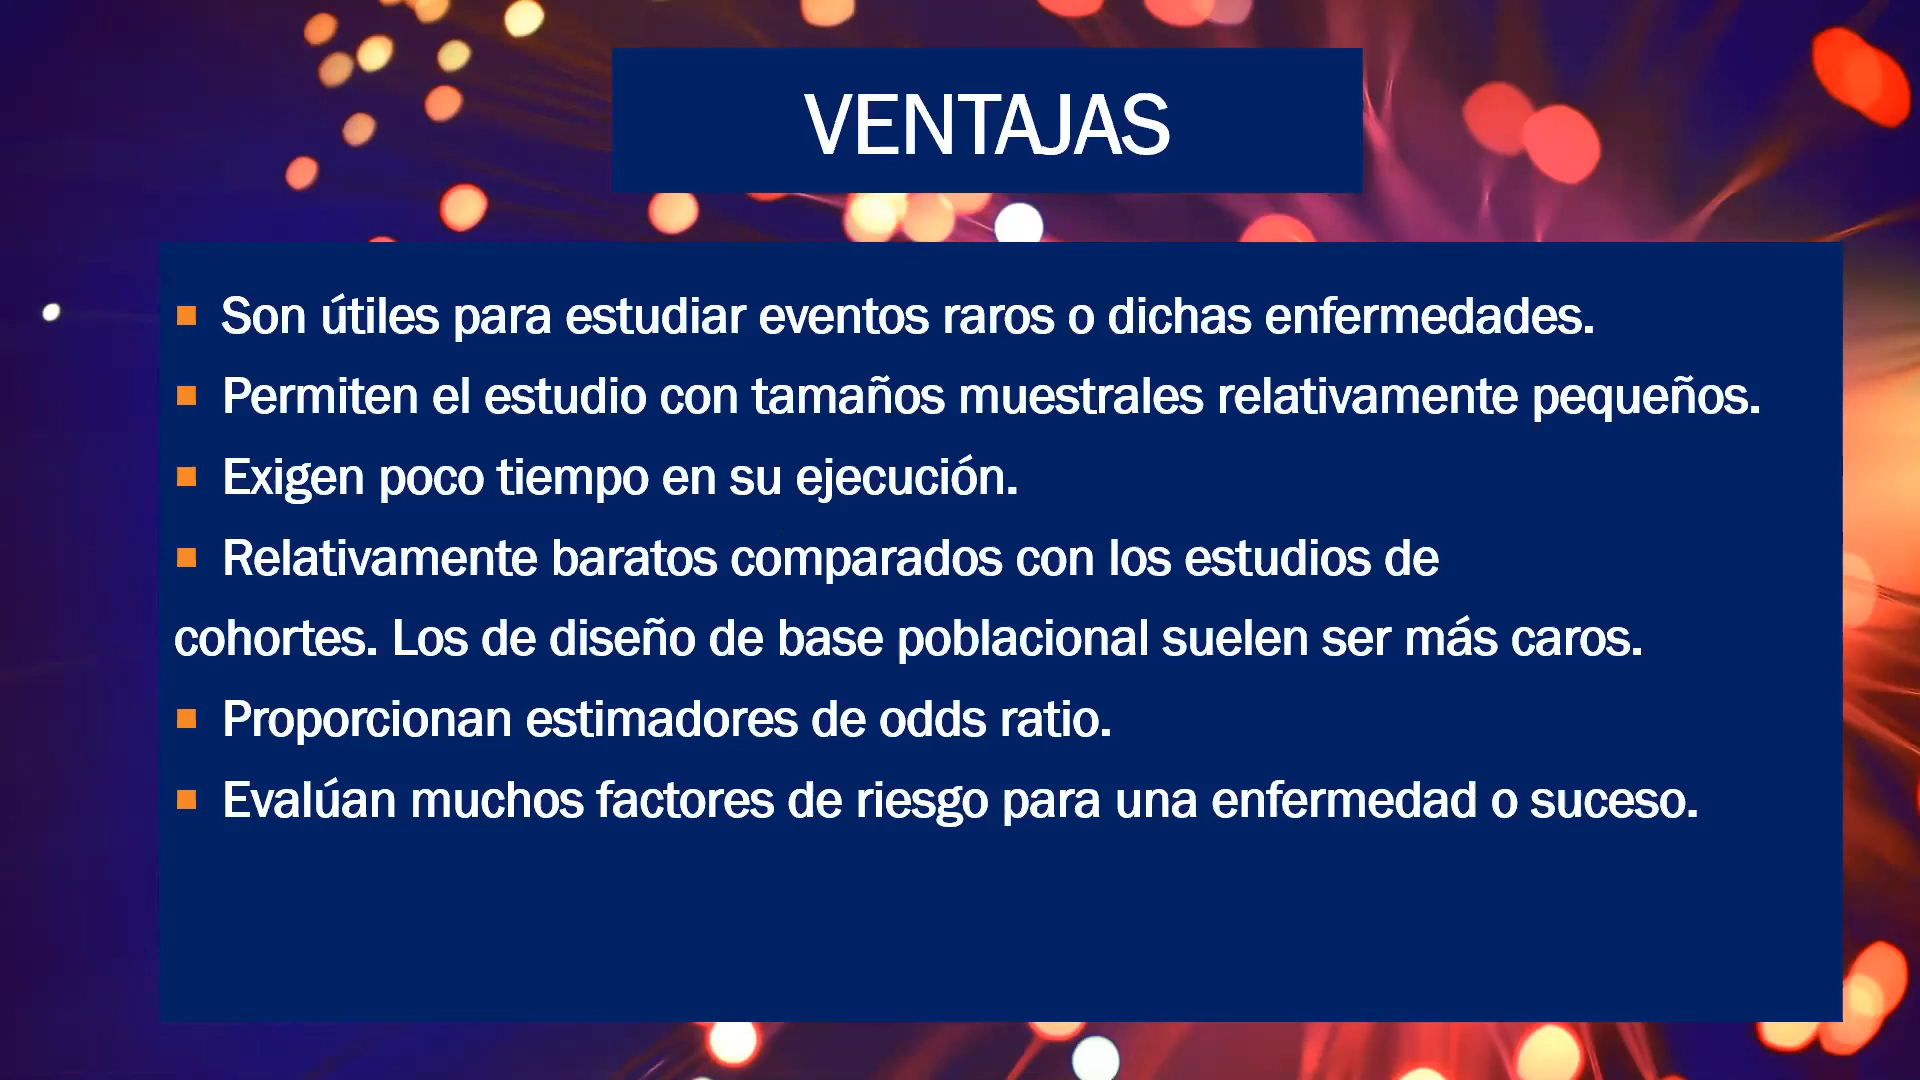 VENTAJAS
Son útiles para estudiar eventos raros o dichas enfermedades.
Permiten el estudio con tamaños muestrales relativamente pequeños.
Exigen poco tiempo en su ejecución.
Relativamente baratos comparados con los estudios de
cohortes. Los de diseño de base poblacional suelen ser más caros.
Proporcionan estimadores de odds ratio.
Evalúan muchos factores de riesgo para una enfermedad o suceso.